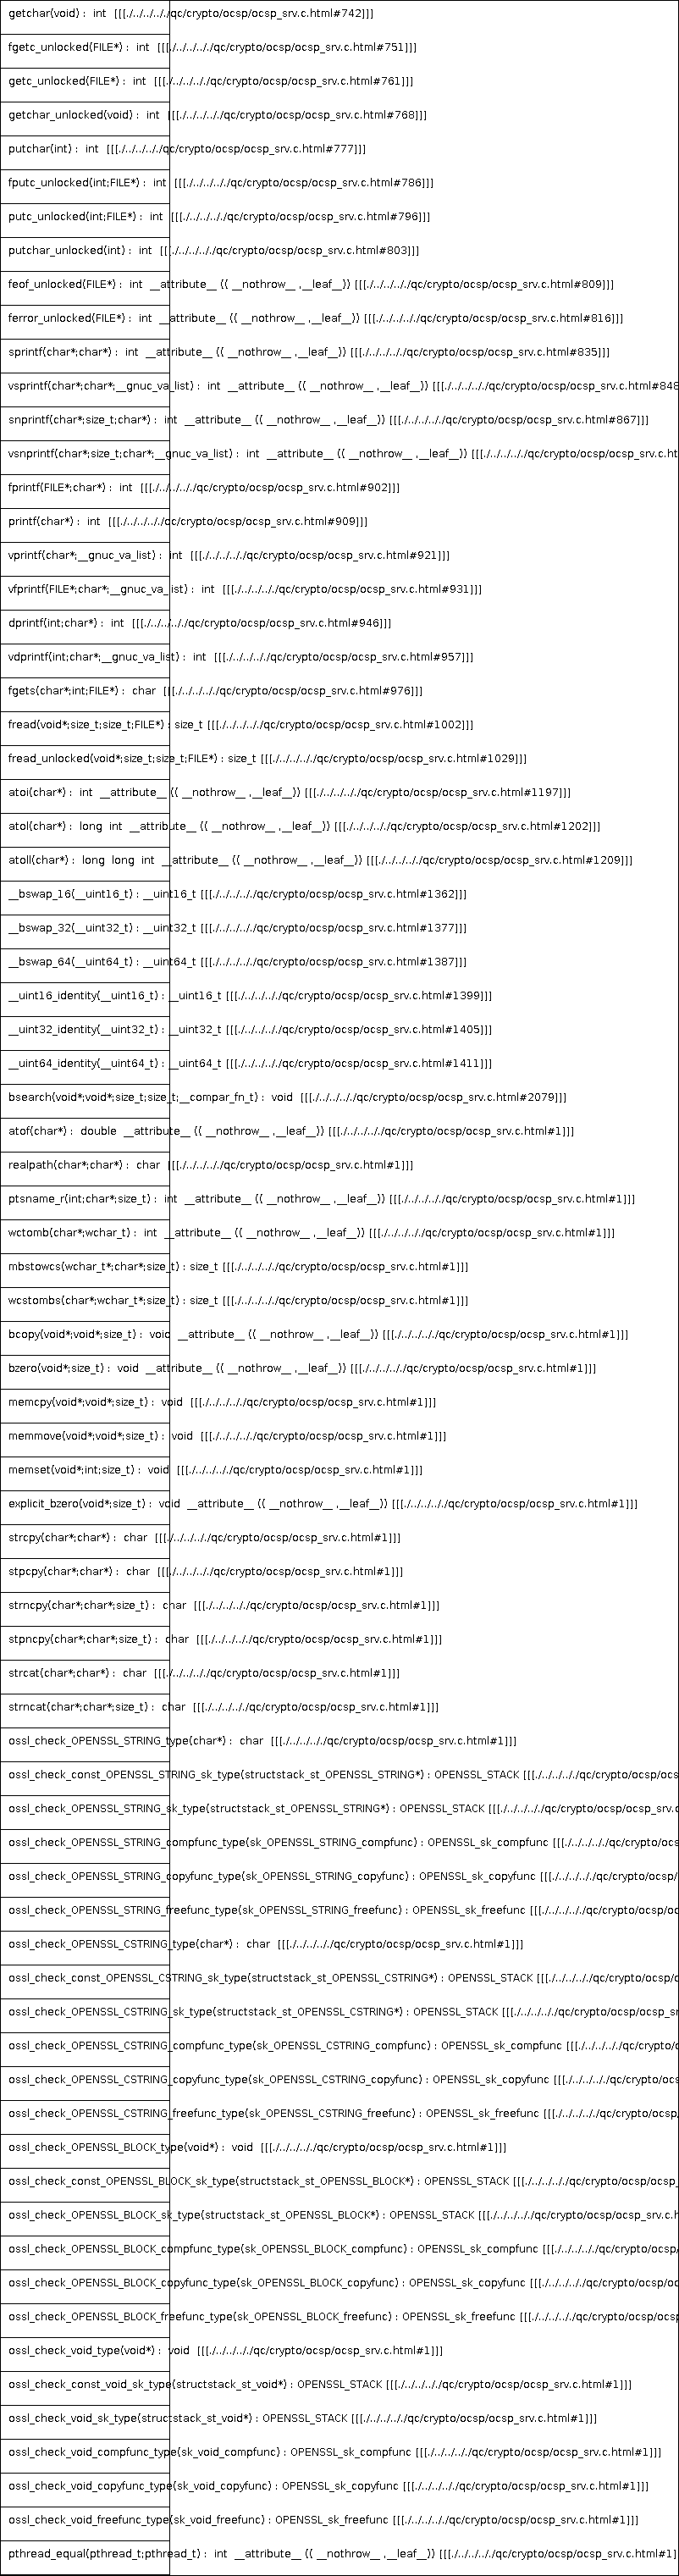 getchar(void) :  int  [[[./../../../qc/crypto/ocsp/ocsp_srv.c.html#742]]]
fgetc_unlocked(FILE*) :  int  [[[./../../../qc/crypto/ocsp/ocsp_srv.c.html#751]]]
getc_unlocked(FILE*) :  int  [[[./../../../qc/crypto/ocsp/ocsp_srv.c.html#761]]]
getchar_unlocked(void) :  int  [[[./../../../qc/crypto/ocsp/ocsp_srv.c.html#768]]]
putchar(int) :  int  [[[./../../../qc/crypto/ocsp/ocsp_srv.c.html#777]]]
fputc_unlocked(int;FILE*) :  int  [[[./../../../qc/crypto/ocsp/ocsp_srv.c.html#786]]]
putc_unlocked(int;FILE*) :  int  [[[./../../../qc/crypto/ocsp/ocsp_srv.c.html#796]]]
putchar_unlocked(int) :  int  [[[./../../../qc/crypto/ocsp/ocsp_srv.c.html#803]]]
feof_unlocked(FILE*) :  int  __attribute__ (( __nothrow__ ,__leaf__)) [[[./../../../qc/crypto/ocsp/ocsp_srv.c.html#809]]]
ferror_unlocked(FILE*) :  int  __attribute__ (( __nothrow__ ,__leaf__)) [[[./../../../qc/crypto/ocsp/ocsp_srv.c.html#816]]]
sprintf(char*;char*) :  int  __attribute__ (( __nothrow__ ,__leaf__)) [[[./../../../qc/crypto/ocsp/ocsp_srv.c.html#835]]]
vsprintf(char*;char*;__gnuc_va_list) :  int  __attribute__ (( __nothrow__ ,__leaf__)) [[[./../../../qc/crypto/ocsp/ocsp_srv.c.html#848
snprintf(char*;size_t;char*) :  int  __attribute__ (( __nothrow__ ,__leaf__)) [[[./../../../qc/crypto/ocsp/ocsp_srv.c.html#867]]]
vsnprintf(char*;size_t;char*;__gnuc_va_list) :  int  __attribute__ (( __nothrow__ ,__leaf__)) [[[./../../../qc/crypto/ocsp/ocsp_srv.c.ht
fprintf(FILE*;char*) :  int  [[[./../../../qc/crypto/ocsp/ocsp_srv.c.html#902]]]
printf(char*) :  int  [[[./../../../qc/crypto/ocsp/ocsp_srv.c.html#909]]]
vprintf(char*;__gnuc_va_list) :  int  [[[./../../../qc/crypto/ocsp/ocsp_srv.c.html#921]]]
vfprintf(FILE*;char*;__gnuc_va_list) :  int  [[[./../../../qc/crypto/ocsp/ocsp_srv.c.html#931]]]
dprintf(int;char*) :  int  [[[./../../../qc/crypto/ocsp/ocsp_srv.c.html#946]]]
vdprintf(int;char*;__gnuc_va_list) :  int  [[[./../../../qc/crypto/ocsp/ocsp_srv.c.html#957]]]
fgets(char*;int;FILE*) :  char  [[[./../../../qc/crypto/ocsp/ocsp_srv.c.html#976]]]
fread(void*;size_t;size_t;FILE*) : size_t [[[./../../../qc/crypto/ocsp/ocsp_srv.c.html#1002]]]
fread_unlocked(void*;size_t;size_t;FILE*) : size_t [[[./../../../qc/crypto/ocsp/ocsp_srv.c.html#1029]]]
atoi(char*) :  int  __attribute__ (( __nothrow__ ,__leaf__)) [[[./../../../qc/crypto/ocsp/ocsp_srv.c.html#1197]]]
atol(char*) :  long  int  __attribute__ (( __nothrow__ ,__leaf__)) [[[./../../../qc/crypto/ocsp/ocsp_srv.c.html#1202]]]
atoll(char*) :  long  long  int  __attribute__ (( __nothrow__ ,__leaf__)) [[[./../../../qc/crypto/ocsp/ocsp_srv.c.html#1209]]]
__bswap_16(__uint16_t) : __uint16_t [[[./../../../qc/crypto/ocsp/ocsp_srv.c.html#1362]]]
__bswap_32(__uint32_t) : __uint32_t [[[./../../../qc/crypto/ocsp/ocsp_srv.c.html#1377]]]
__bswap_64(__uint64_t) : __uint64_t [[[./../../../qc/crypto/ocsp/ocsp_srv.c.html#1387]]]
__uint16_identity(__uint16_t) : __uint16_t [[[./../../../qc/crypto/ocsp/ocsp_srv.c.html#1399]]]
__uint32_identity(__uint32_t) : __uint32_t [[[./../../../qc/crypto/ocsp/ocsp_srv.c.html#1405]]]
__uint64_identity(__uint64_t) : __uint64_t [[[./../../../qc/crypto/ocsp/ocsp_srv.c.html#1411]]]
bsearch(void*;void*;size_t;size_t;__compar_fn_t) :  void  [[[./../../../qc/crypto/ocsp/ocsp_srv.c.html#2079]]]
atof(char*) :  double  __attribute__ (( __nothrow__ ,__leaf__)) [[[./../../../qc/crypto/ocsp/ocsp_srv.c.html#1]]]
realpath(char*;char*) :  char  [[[./../../../qc/crypto/ocsp/ocsp_srv.c.html#1]]]
ptsname_r(int;char*;size_t) :  int  __attribute__ (( __nothrow__ ,__leaf__)) [[[./../../../qc/crypto/ocsp/ocsp_srv.c.html#1]]]
wctomb(char*;wchar_t) :  int  __attribute__ (( __nothrow__ ,__leaf__)) [[[./../../../qc/crypto/ocsp/ocsp_srv.c.html#1]]]
mbstowcs(wchar_t*;char*;size_t) : size_t [[[./../../../qc/crypto/ocsp/ocsp_srv.c.html#1]]]
wcstombs(char*;wchar_t*;size_t) : size_t [[[./../../../qc/crypto/ocsp/ocsp_srv.c.html#1]]]
bcopy(void*;void*;size_t) :  void  __attribute__ (( __nothrow__ ,__leaf__)) [[[./../../../qc/crypto/ocsp/ocsp_srv.c.html#1]]]
bzero(void*;size_t) :  void  __attribute__ (( __nothrow__ ,__leaf__)) [[[./../../../qc/crypto/ocsp/ocsp_srv.c.html#1]]]
memcpy(void*;void*;size_t) :  void  [[[./../../../qc/crypto/ocsp/ocsp_srv.c.html#1]]]
memmove(void*;void*;size_t) :  void  [[[./../../../qc/crypto/ocsp/ocsp_srv.c.html#1]]]
memset(void*;int;size_t) :  void  [[[./../../../qc/crypto/ocsp/ocsp_srv.c.html#1]]]
explicit_bzero(void*;size_t) :  void  __attribute__ (( __nothrow__ ,__leaf__)) [[[./../../../qc/crypto/ocsp/ocsp_srv.c.html#1]]]
strcpy(char*;char*) :  char  [[[./../../../qc/crypto/ocsp/ocsp_srv.c.html#1]]]
stpcpy(char*;char*) :  char  [[[./../../../qc/crypto/ocsp/ocsp_srv.c.html#1]]]
strncpy(char*;char*;size_t) :  char  [[[./../../../qc/crypto/ocsp/ocsp_srv.c.html#1]]]
stpncpy(char*;char*;size_t) :  char  [[[./../../../qc/crypto/ocsp/ocsp_srv.c.html#1]]]
strcat(char*;char*) :  char  [[[./../../../qc/crypto/ocsp/ocsp_srv.c.html#1]]]
strncat(char*;char*;size_t) :  char  [[[./../../../qc/crypto/ocsp/ocsp_srv.c.html#1]]]
ossl_check_OPENSSL_STRING_type(char*) :  char  [[[./../../../qc/crypto/ocsp/ocsp_srv.c.html#1]]]
ossl_check_const_OPENSSL_STRING_sk_type(structstack_st_OPENSSL_STRING*) : OPENSSL_STACK [[[./../../../qc/crypto/ocsp/ocs
ossl_check_OPENSSL_STRING_sk_type(structstack_st_OPENSSL_STRING*) : OPENSSL_STACK [[[./../../../qc/crypto/ocsp/ocsp_srv.c
ossl_check_OPENSSL_STRING_compfunc_type(sk_OPENSSL_STRING_compfunc) : OPENSSL_sk_compfunc [[[./../../../qc/crypto/ocs
ossl_check_OPENSSL_STRING_copyfunc_type(sk_OPENSSL_STRING_copyfunc) : OPENSSL_sk_copyfunc [[[./../../../qc/crypto/ocsp/
ossl_check_OPENSSL_STRING_freefunc_type(sk_OPENSSL_STRING_freefunc) : OPENSSL_sk_freefunc [[[./../../../qc/crypto/ocsp/oc
ossl_check_OPENSSL_CSTRING_type(char*) :  char  [[[./../../../qc/crypto/ocsp/ocsp_srv.c.html#1]]]
ossl_check_const_OPENSSL_CSTRING_sk_type(structstack_st_OPENSSL_CSTRING*) : OPENSSL_STACK [[[./../../../qc/crypto/ocsp/o
ossl_check_OPENSSL_CSTRING_sk_type(structstack_st_OPENSSL_CSTRING*) : OPENSSL_STACK [[[./../../../qc/crypto/ocsp/ocsp_sr
ossl_check_OPENSSL_CSTRING_compfunc_type(sk_OPENSSL_CSTRING_compfunc) : OPENSSL_sk_compfunc [[[./../../../qc/crypto/o
ossl_check_OPENSSL_CSTRING_copyfunc_type(sk_OPENSSL_CSTRING_copyfunc) : OPENSSL_sk_copyfunc [[[./../../../qc/crypto/ocs
ossl_check_OPENSSL_CSTRING_freefunc_type(sk_OPENSSL_CSTRING_freefunc) : OPENSSL_sk_freefunc [[[./../../../qc/crypto/ocsp
ossl_check_OPENSSL_BLOCK_type(void*) :  void  [[[./../../../qc/crypto/ocsp/ocsp_srv.c.html#1]]]
ossl_check_const_OPENSSL_BLOCK_sk_type(structstack_st_OPENSSL_BLOCK*) : OPENSSL_STACK [[[./../../../qc/crypto/ocsp/ocsp_
ossl_check_OPENSSL_BLOCK_sk_type(structstack_st_OPENSSL_BLOCK*) : OPENSSL_STACK [[[./../../../qc/crypto/ocsp/ocsp_srv.c.h
ossl_check_OPENSSL_BLOCK_compfunc_type(sk_OPENSSL_BLOCK_compfunc) : OPENSSL_sk_compfunc [[[./../../../qc/crypto/ocsp/
ossl_check_OPENSSL_BLOCK_copyfunc_type(sk_OPENSSL_BLOCK_copyfunc) : OPENSSL_sk_copyfunc [[[./../../../qc/crypto/ocsp/oc
ossl_check_OPENSSL_BLOCK_freefunc_type(sk_OPENSSL_BLOCK_freefunc) : OPENSSL_sk_freefunc [[[./../../../qc/crypto/ocsp/ocsp
ossl_check_void_type(void*) :  void  [[[./../../../qc/crypto/ocsp/ocsp_srv.c.html#1]]]
ossl_check_const_void_sk_type(structstack_st_void*) : OPENSSL_STACK [[[./../../../qc/crypto/ocsp/ocsp_srv.c.html#1]]]
ossl_check_void_sk_type(structstack_st_void*) : OPENSSL_STACK [[[./../../../qc/crypto/ocsp/ocsp_srv.c.html#1]]]
ossl_check_void_compfunc_type(sk_void_compfunc) : OPENSSL_sk_compfunc [[[./../../../qc/crypto/ocsp/ocsp_srv.c.html#1]]]
ossl_check_void_copyfunc_type(sk_void_copyfunc) : OPENSSL_sk_copyfunc [[[./../../../qc/crypto/ocsp/ocsp_srv.c.html#1]]]
ossl_check_void_freefunc_type(sk_void_freefunc) : OPENSSL_sk_freefunc [[[./../../../qc/crypto/ocsp/ocsp_srv.c.html#1]]]
pthread_equal(pthread_t;pthread_t) :  int  __attribute__ (( __nothrow__ ,__leaf__)) [[[./../../../qc/crypto/ocsp/ocsp_srv.c.html#1]